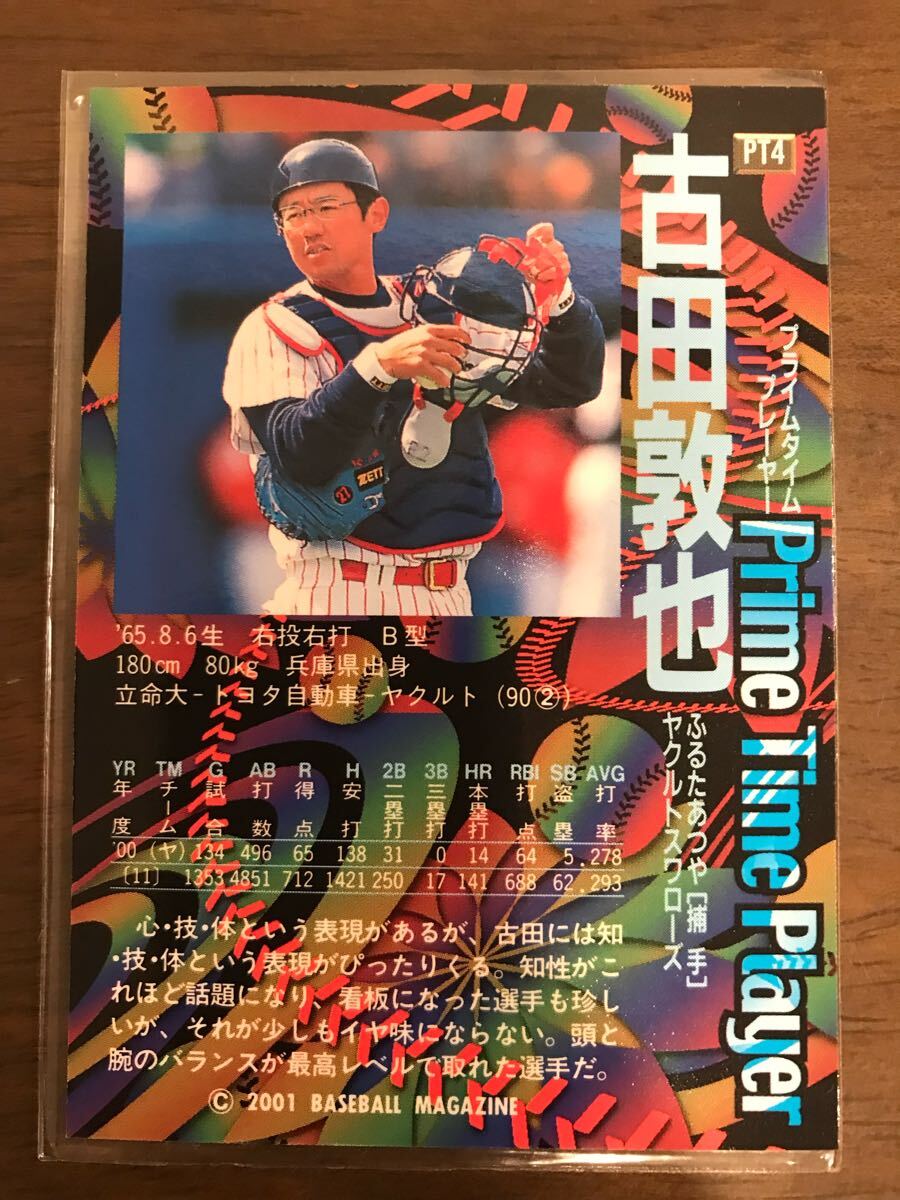 PT4
古田敦也
プライムタイム
プレーヤー
Prime Time Player
ふるたあつや[捕手]
ヤクルトスワローズ
ZETT
27
'65.8.6生 右投右打 B型
180cm 80kg 兵庫県出身
立命大-トヨタ自動車-ヤクルト (90②)
YR TM G AB R H 2B 3B HR RBI SB AVG
年度 チーム 試合 打数 得点 安打 二塁打 三塁打 本塁打 打点 盗塁 打率
'00 (ヤ) 134 496 65 138 31 0 14 64 5 .278
[11] 1353 4851 712 1421 250 17 141 688 62 .293
心・技・体という表現があるが、古田には知
・技・体という表現がぴったりくる。知性がこ
れほど話題になり、看板になった選手も珍し
いが、それが少しもイヤ味にならない。頭と
腕のバランスが最高レベルで取れた選手だ。
© 2001 BASEBALL MAGAZINE